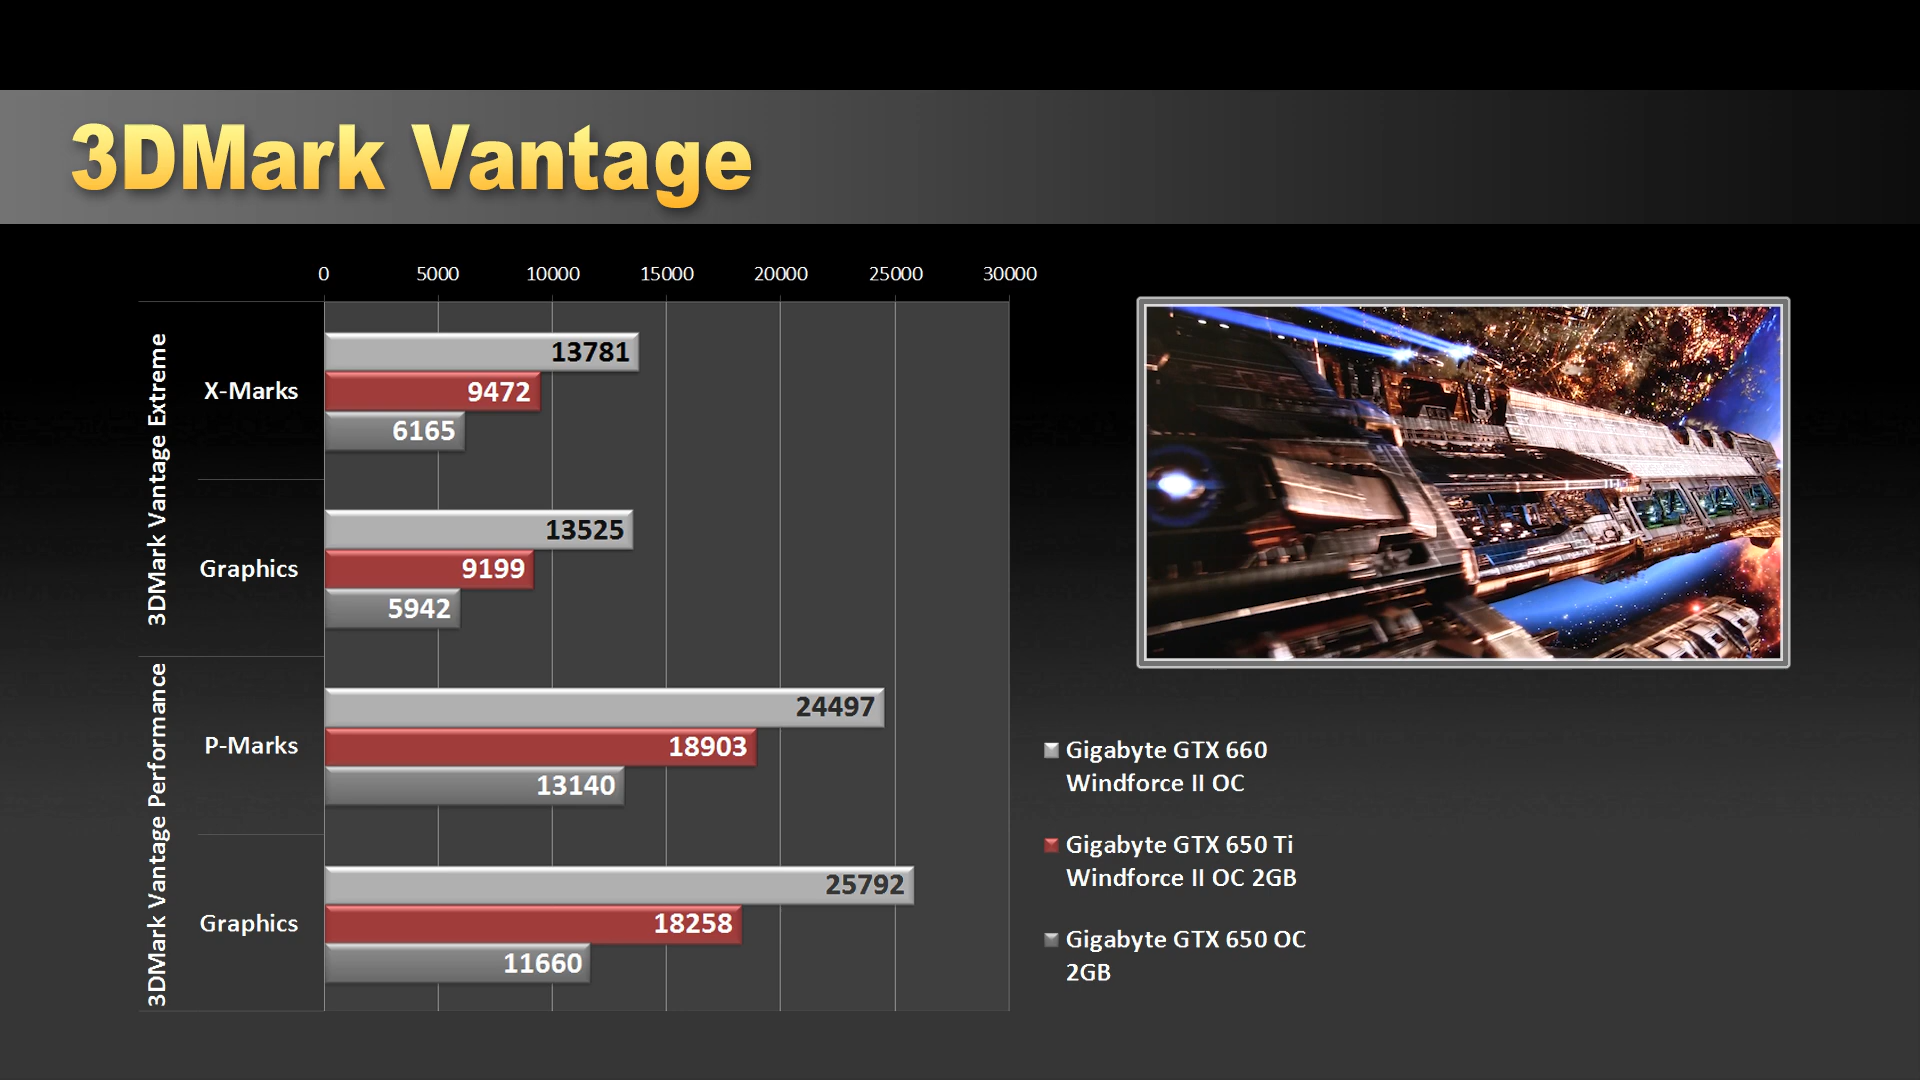 3DMark Vantage
0 5000 10000 15000 20000 25000 30000
3DMark Vantage Extreme
X-Marks
13781
9472
6165
Graphics
13525
9199
5942
3DMark Vantage Performance
P-Marks
24497
18903
13140
Graphics
25792
18258
11660
Gigabyte GTX 660
Windforce II OC
Gigabyte GTX 650 Ti
Windforce II OC 2GB
Gigabyte GTX 650 OC
2GB